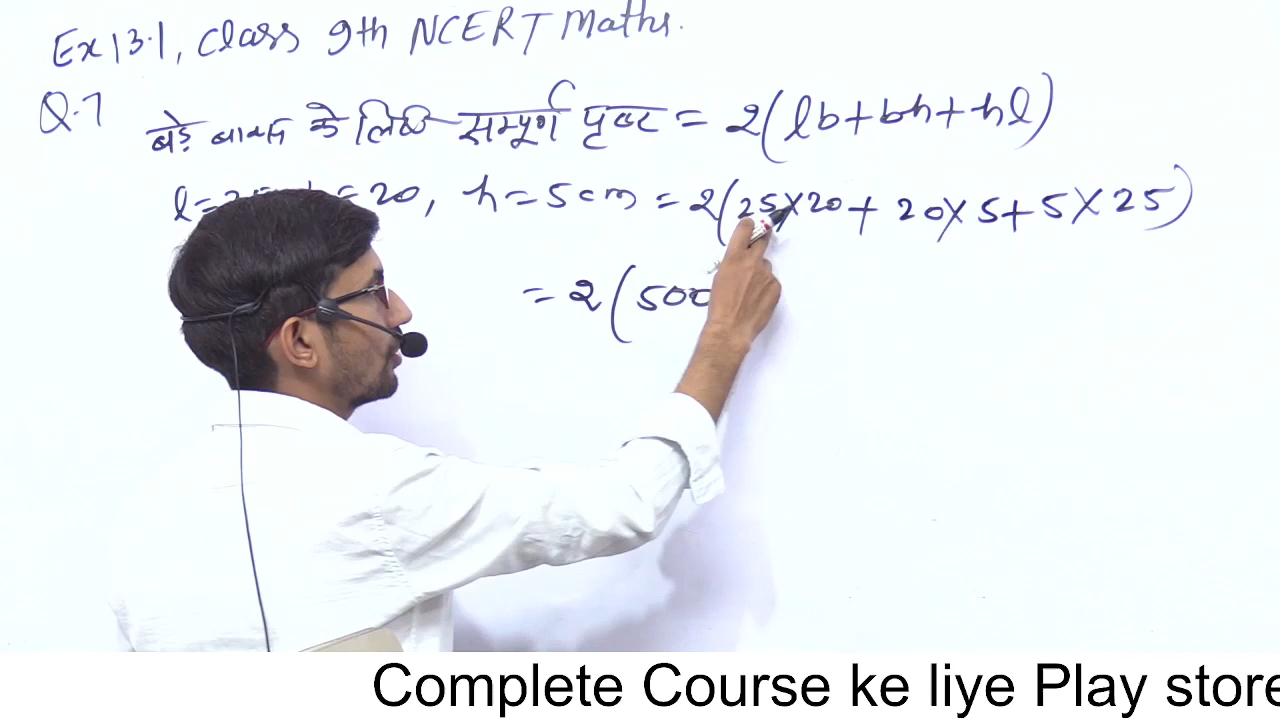 Ex 13.1, Class 9th NCERT Maths.
Q.7 बड़े बाक्स के लिए सम्पूर्ण पृष्ठ = 2(lb+bh+hl)
l=25 = 20, h=5cm = 2(25×20+ 20×5+5×25)
= 2(500
Complete Course ke liye Play store